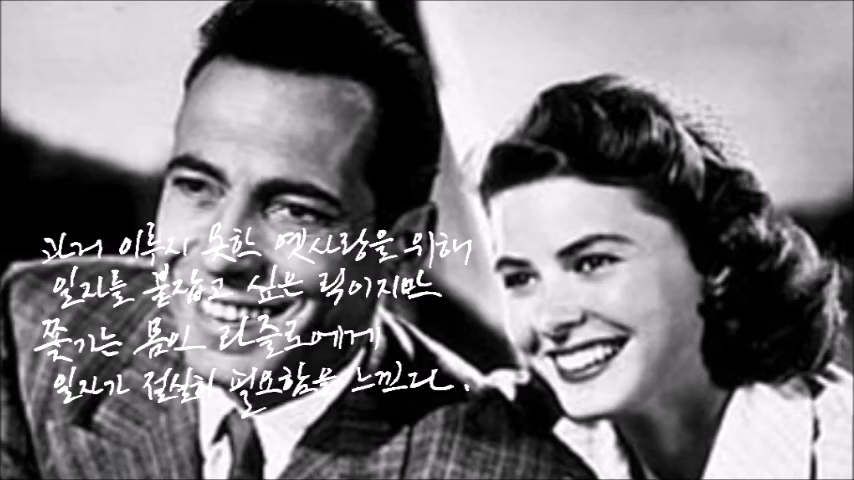 과거 이루지 못한 옛사랑을 위해
일자를 붙잡고 싶은 릭이지만
쫓기는 몸인 라즐로에게
일자가 절실히 필요함을 느낀다.